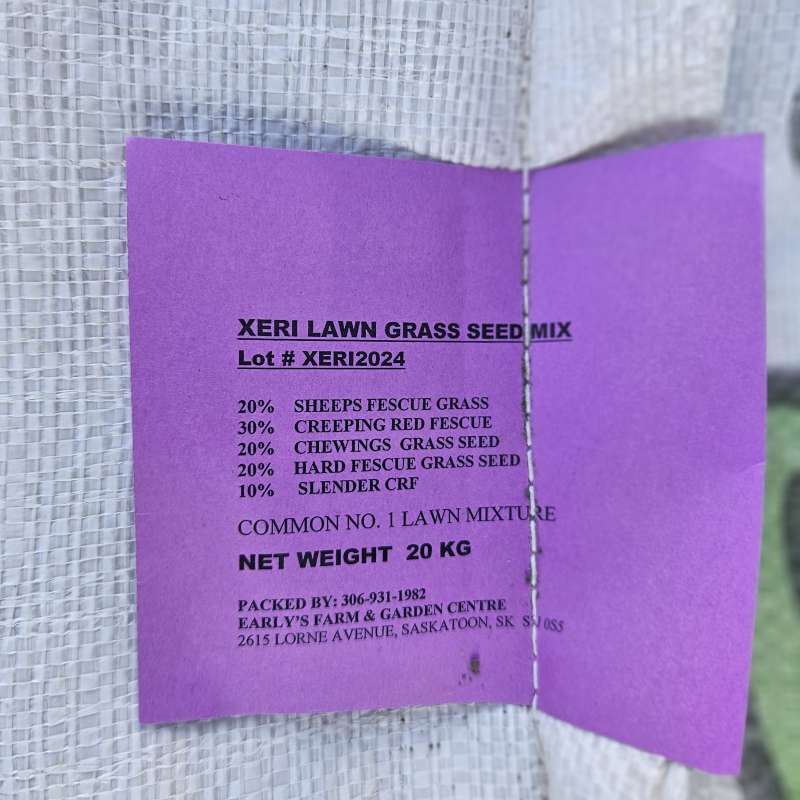 XERI LAWN GRASS SEED MIX
Lot # XERI2024
20% SHEEPS FESCUE GRASS
30% CREEPING RED FESCUE
20% CHEWINGS GRASS SEED
20% HARD FESCUE GRASS SEED
10% SLENDER CRF
COMMON NO. 1 LAWN MIXTURE
NET WEIGHT 20 KG
PACKED BY: 306-931-1982
EARLY'S FARM & GARDEN CENTRE
2615 LORNE AVENUE, SASKATOON, SK 0S5